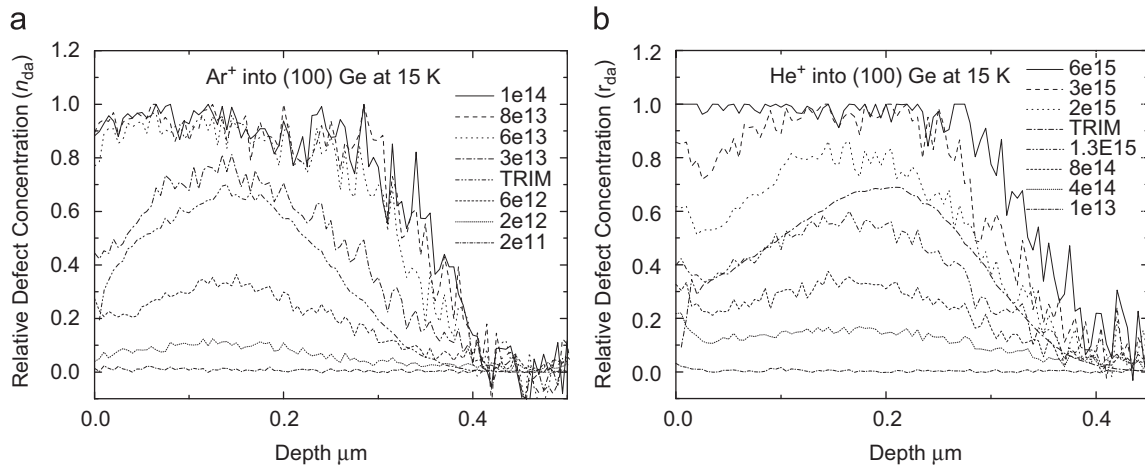 a
Relative Defect Concentration (n_da)
1.2
1.0
0.8
0.6
0.4
0.2
0.0
Ar⁺ into (100) Ge at 15 K
1e14
8e13
6e13
3e13
TRIM
6e12
2e12
2e11
0.0
0.2
0.4
Depth μm
b
Relative Defect Concentration (r_da)
1.2
1.0
0.8
0.6
0.4
0.2
0.0
He⁺ into (100) Ge at 15 K
6e15
3e15
2e15
TRIM
1.3E15
8e14
4e14
1e13
0.0
0.2
0.4
Depth μm